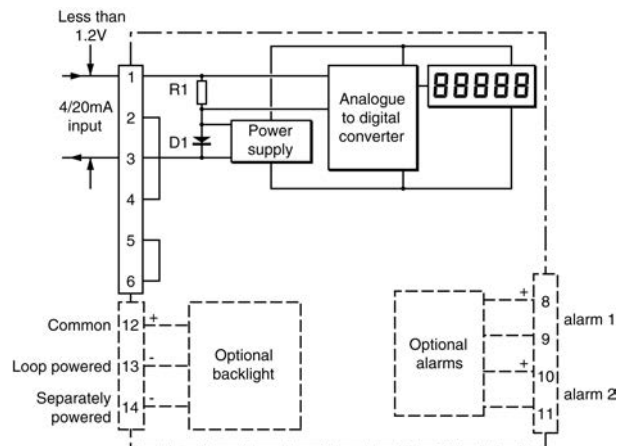 Less than
1.2V
4/20mA
input
1
2
3
4
5
6
R1
D1
Power
supply
Analogue
to digital
converter
88888
Common
Loop powered
Separately
powered
12
13
14
+
-
-
Optional
backlight
Optional
alarms
+
+
8
9
10
11
alarm 1
alarm 2